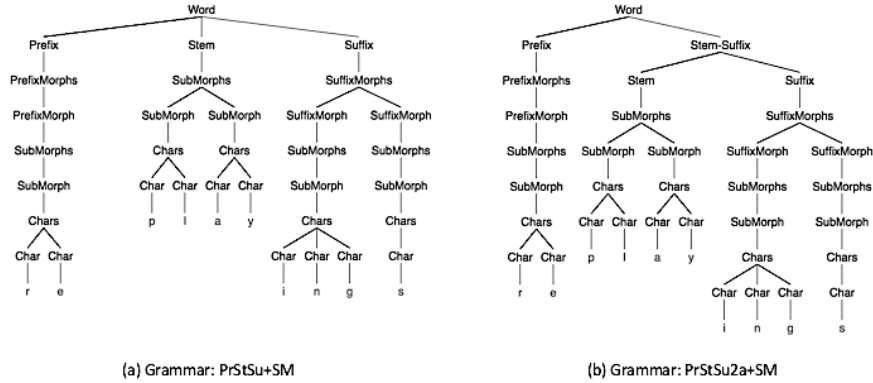 Word
Prefix Stem Suffix
PrefixMorphs SubMorphs SuffixMorphs
PrefixMorph SubMorph SubMorph SuffixMorph SuffixMorph
SubMorphs Chars Chars SubMorphs SubMorphs
SubMorph Char Char Char Char SubMorph SubMorph
Chars p l a y Chars Chars
Char Char Char Char Char Char
r e i n g s
(a) Grammar: PrStSu+SM
Word
Prefix Stem-Suffix
PrefixMorphs Stem Suffix
PrefixMorph SubMorphs SuffixMorphs
SubMorphs SubMorph SubMorph SuffixMorph SuffixMorph
SubMorph Chars Chars SubMorphs SubMorphs
Chars Char Char Char Char SubMorph SubMorph
Char Char p l a y Chars Chars
r e Char Char Char Char
i n g s
(b) Grammar: PrStSu2a+SM